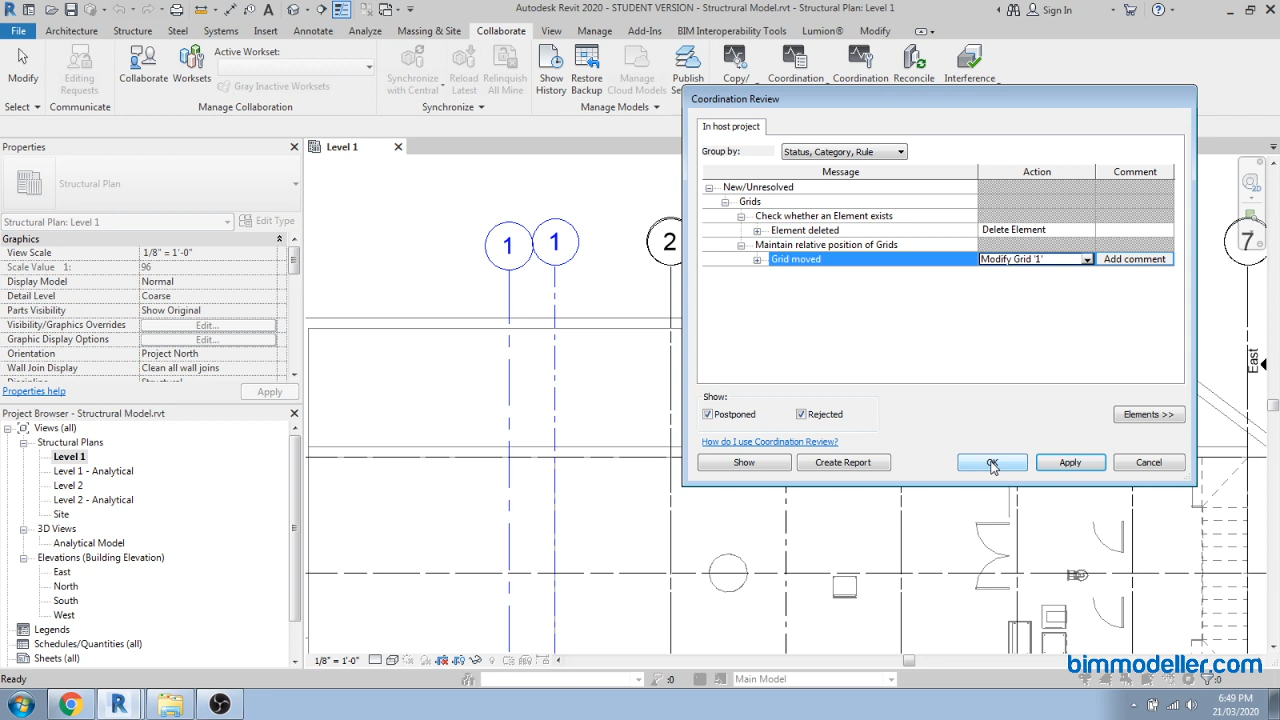 Autodesk Revit 2020 - STUDENT VERSION - Structrural Model.rvt - Structural Plan: Level 1
Sign In
File Architecture Structure Steel Systems Insert Annotate Analyze Massing & Site Collaborate View Manage Add-Ins BIM Interoperability Tools Lumion® Modify
Modify
Editing Requests
Collaborate
Worksets
Active Workset:
Gray Inactive Worksets
Synchronize with Central
Reload Latest
Relinquish All Mine
Show History
Restore Backup
Manage Cloud Models
Publish
Copy/
Coordination
Coordination
Reconcile
Interference
Select Communicate Manage Collaboration Synchronize Manage Models
Properties
Structural Plan
Structural Plan: Level 1
Edit Type
Graphics
View Scale 1/8" = 1'-0"
Scale Value 1: 96
Display Model Normal
Detail Level Coarse
Parts Visibility Show Original
Visibility/Graphics Overrides Edit...
Graphic Display Options Edit...
Orientation Project North
Wall Join Display Clean all wall joins
Properties help
Apply
Project Browser - Structrural Model.rvt
Views (all)
Structural Plans
Level 1
Level 1 - Analytical
Level 2
Level 2 - Analytical
Site
3D Views
Analytical Model
Elevations (Building Elevation)
East
North
South
West
Legends
Schedules/Quantities (all)
Sheets (all)
Level 1
1
1
2
7
East
Coordination Review
In host project
Group by: Status, Category, Rule
Message Action Comment
New/Unresolved
Grids
Check whether an Element exists
Element deleted Delete Element
Maintain relative position of Grids
Grid moved Modify Grid '1' Add comment
Show:
Postponed Rejected
Elements >>
How do I use Coordination Review?
Show Create Report OK Apply Cancel
1/8" = 1'-0"
bimmodeller.com
Ready
:0
Main Model
:0
6:49 PM
21/03/2020